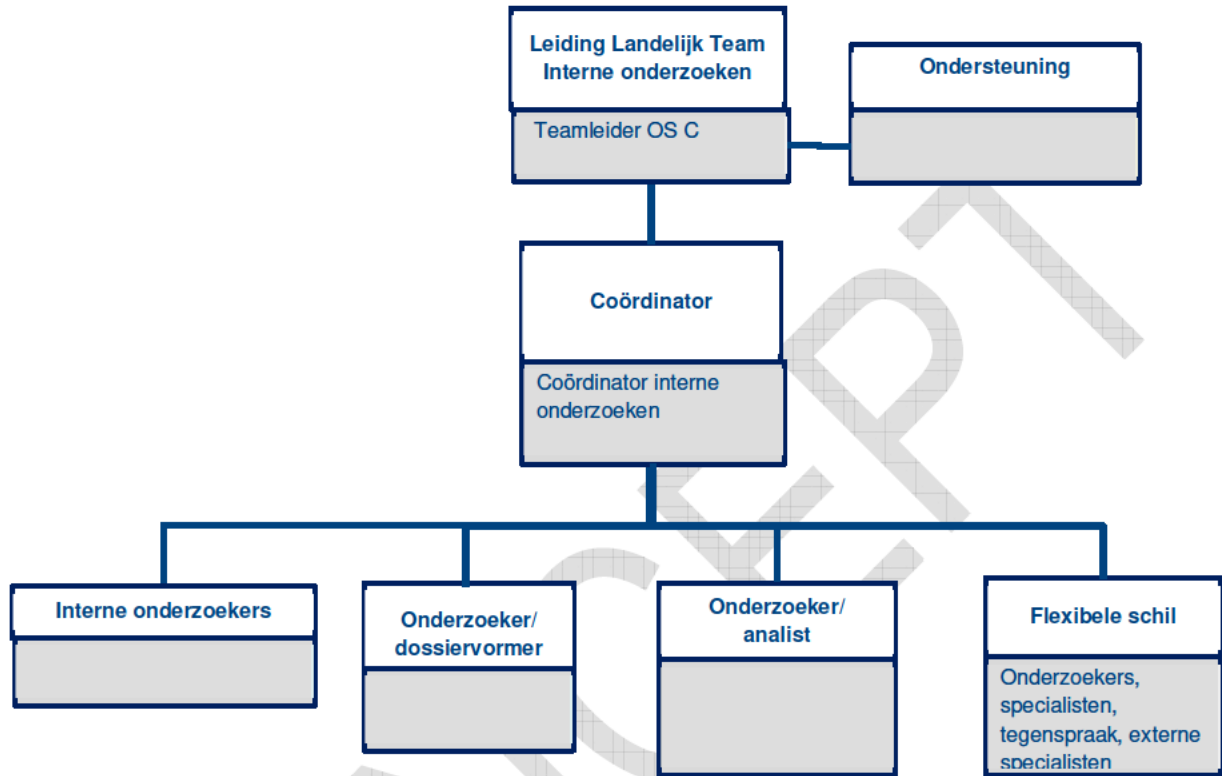 Leiding Landelijk Team
Interne onderzoeken
Teamleider OS C
Ondersteuning
Coördinator
Coördinator interne
onderzoeken
Interne onderzoekers
Onderzoeker/
dossiervormer
Onderzoeker/
analist
Flexibele schil
Onderzoekers,
specialisten,
tegenspraak, externe
specialisten
CEPT